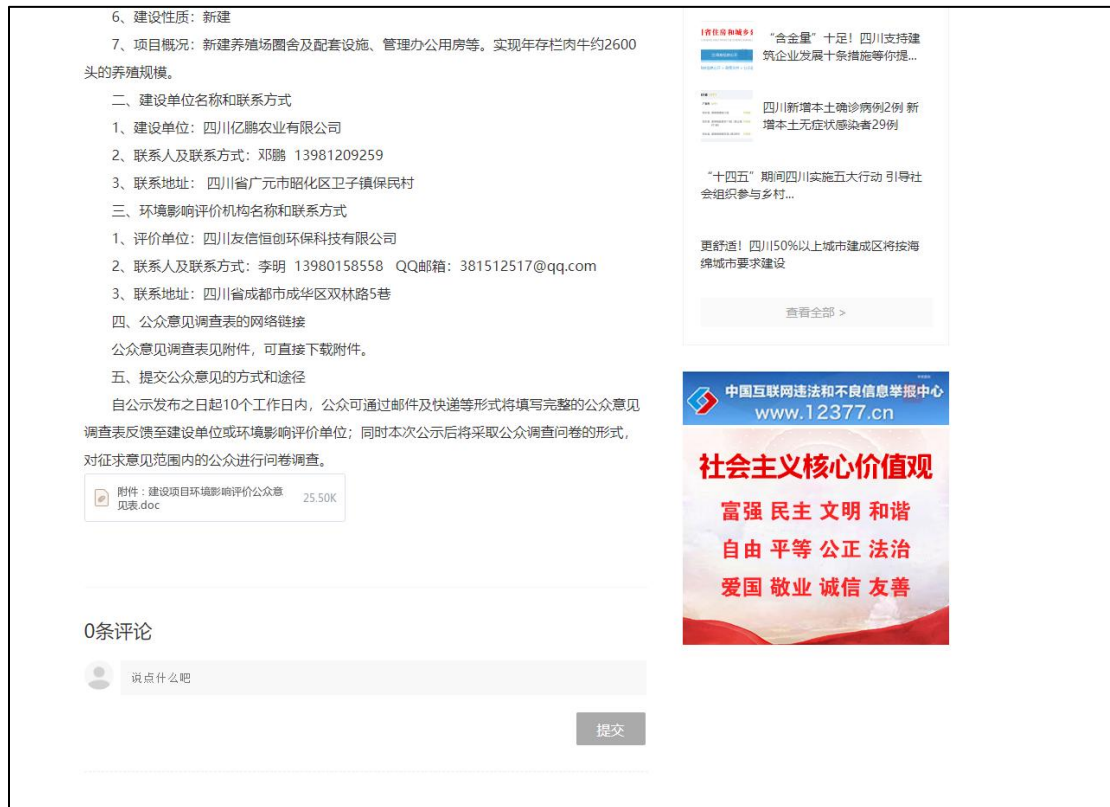 6、建设性质：新建
7、项目概况：新建养殖场圈舍及配套设施、管理办公用房等。实现年存栏肉牛约2600
头的养殖规模。
二、建设单位名称和联系方式
1、建设单位：四川亿鹏农业有限公司
2、联系人及联系方式：邓鹏 13981209259
3、联系地址： 四川省广元市昭化区卫子镇保民村
三、环境影响评价机构名称和联系方式
1、评价单位：四川友信恒创环保科技有限公司
2、联系人及联系方式：李明 13980158558 QQ邮箱：381512517@qq.com
3、联系地址：四川省成都市成华区双林路5巷
四、公众意见调查表的网络链接
公众意见调查表见附件，可直接下载附件。
五、提交公众意见的方式和途径
自公示发布之日起10个工作日内，公众可通过邮件及快递等形式将填写完整的公众意见
调查表反馈至建设单位或环境影响评价单位；同时本次公示后将采取公众调查问卷的形式，
对征求意见范围内的公众进行问卷调查。
附件：建设项目环境影响评价公众意
见表.doc
25.50K
0条评论
说点什么吧
提交
“含金量”十足！四川支持建
筑企业发展十条措施等你提...
四川新增本土确诊病例2例 新
增本土无症状感染者29例
“十四五”期间四川实施五大行动 引导社
会组织参与乡村...
更舒适！四川50%以上城市建成区将按海
绵城市要求建设
查看全部 >
中国互联网违法和不良信息举报中心
www.12377.cn
社会主义核心价值观
富强 民主 文明 和谐
自由 平等 公正 法治
爱国 敬业 诚信 友善